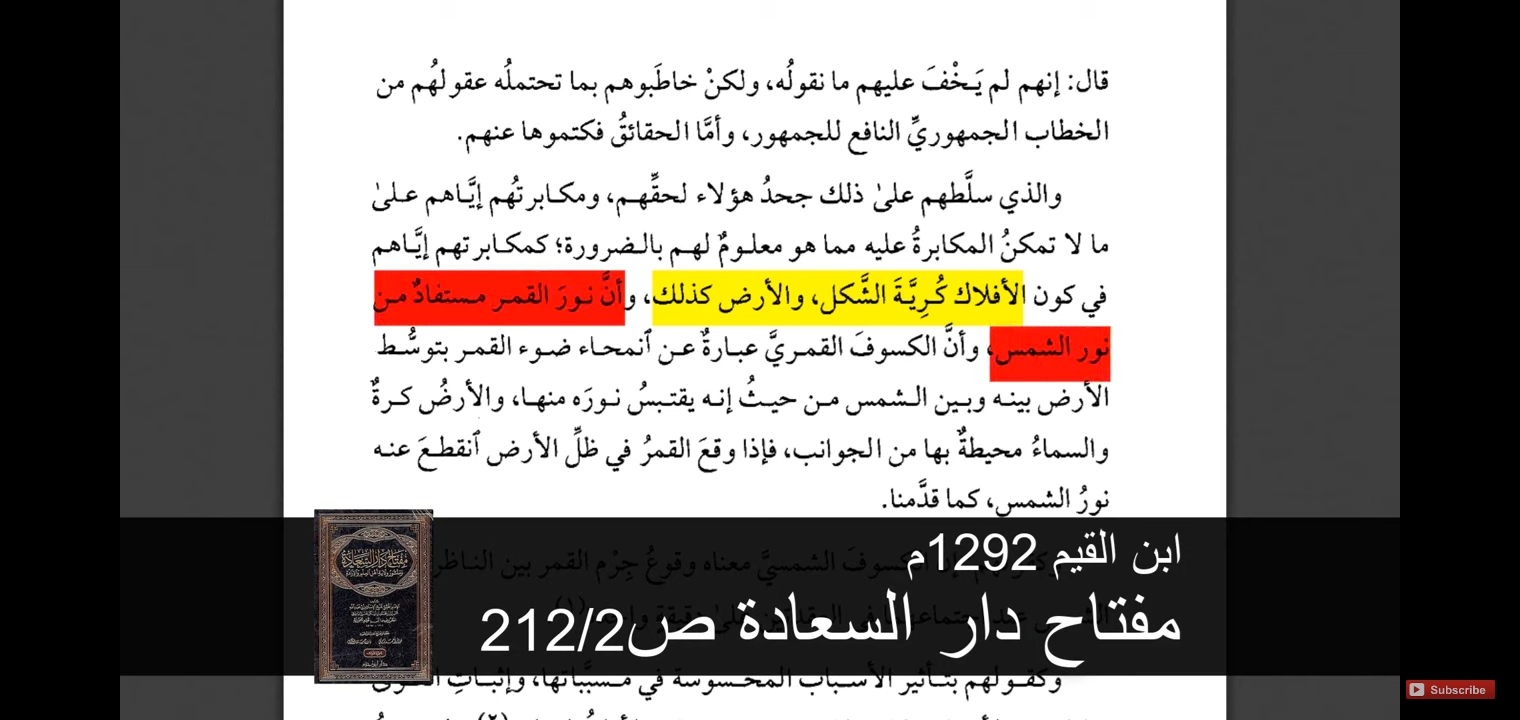 قال: إنهم لم يَخْفَ عليهم ما نقولُه، ولكنْ خاطَبوهم بما تحتملُه عقولهُم من
الخطاب الجمهوريِّ النافع للجمهور، وأمَّا الحقائقُ فكتموها عنهم.
والذي سلَّطهم علىٰ ذلك جحدُ هؤلاء لحقِّهم، ومكابرتُهم إيَّاهم علىٰ
ما لا تمكنُ المكابرةُ عليه مما هو معلومٌ لهم بالضرورة؛ كمكابرتهم إيَّاهم
في كون الأفلاك كُرِيَّةَ الشَّكل، والأرض كذلك، وأنَّ نورَ القمر مستفادٌ من
نور الشمس، وأنَّ الكسوفَ القمريَّ عبارةٌ عن ٱنمحاء ضوء القمر بتوسُّط
الأرض بينه وبين الشمس من حيثُ إنه يقتبسُ نورَه منها، والأرضُ كرةٌ
والسماءُ محيطةٌ بها من الجوانب، فإذا وقعَ القمرُ في ظلِّ الأرض ٱنقطعَ عنه
نورُ الشمس، كما قدَّمنا.
الكسوفَ الشمسيَّ معناه وقوعُ جِرْم القمر بين الناظر
ابن القيم 1292م
مفتاح دار السعادة ص212/2
مفتاح دار السعادة
وكقولهم بتأثير الأسباب المحسوسة في مسبَّباتها، وإثباتِ
Subscribe